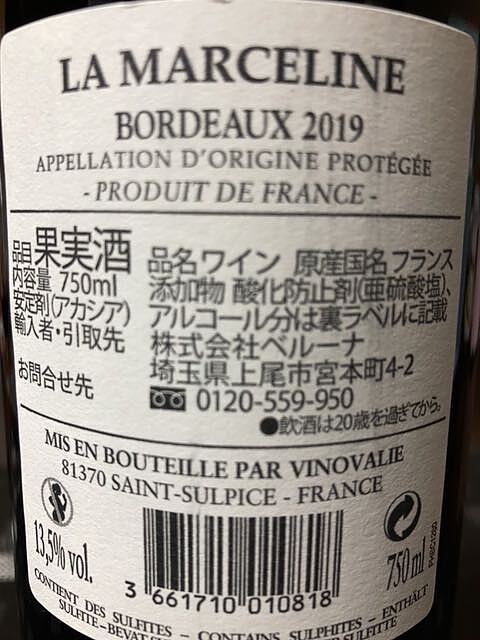 LA MARCELINE
BORDEAUX 2019
APPELLATION D'ORIGINE PROTÉGÉE
- PRODUIT DE FRANCE -
品目 果実酒 品名 ワイン 原産国名 フランス
内容量 750ml 添加物 酸化防止剤(亜硫酸塩)、
安定剤(アカシア) アルコール分は裏ラベルに記載
輸入者・引取先 株式会社ベルーナ
埼玉県上尾市宮本町4-2
お問合せ先 0120-559-950
●飲酒は20歳を過ぎてから。
MIS EN BOUTEILLE PAR VINOVALIE
81370 SAINT-SULPICE - FRANCE
13,5% vol.
750 ml
3 661710 010818
CONTIENT DES SULFITES - CONTAINS SULPHITES - ENTHÄLT
SULFITE